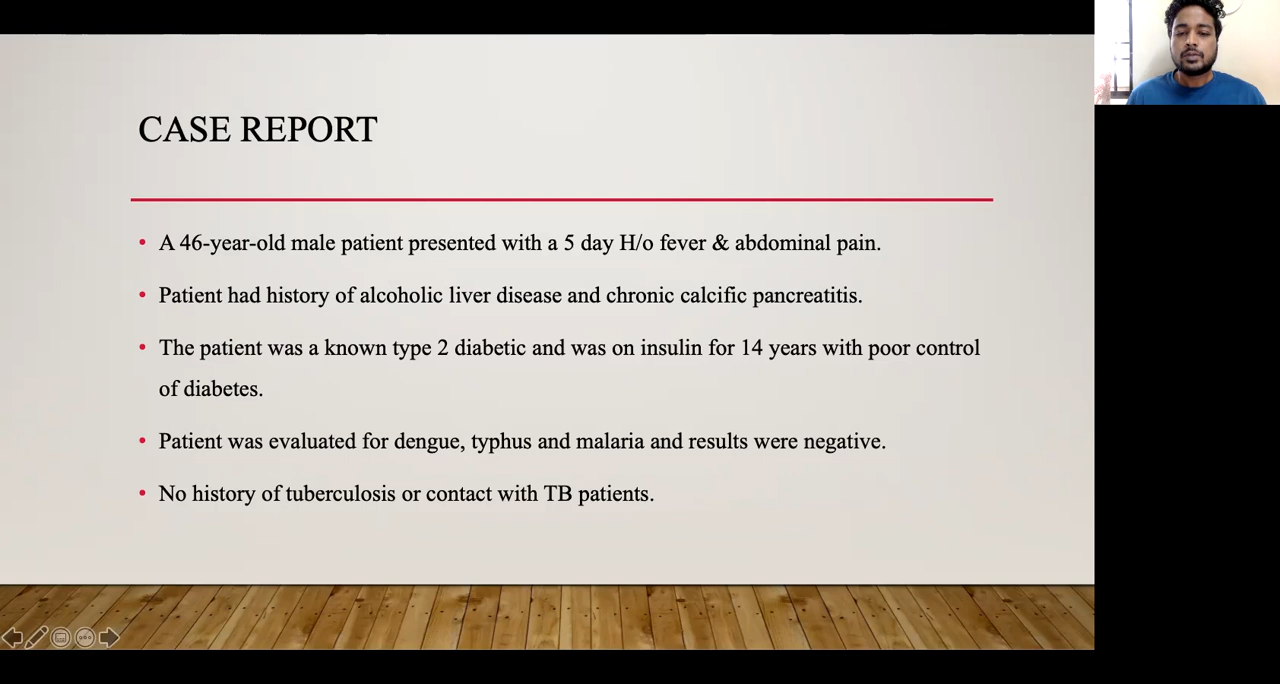 CASE REPORT
• A 46-year-old male patient presented with a 5 day H/o fever & abdominal pain.
• Patient had history of alcoholic liver disease and chronic calcific pancreatitis.
• The patient was a known type 2 diabetic and was on insulin for 14 years with poor control
of diabetes.
• Patient was evaluated for dengue, typhus and malaria and results were negative.
• No history of tuberculosis or contact with TB patients.